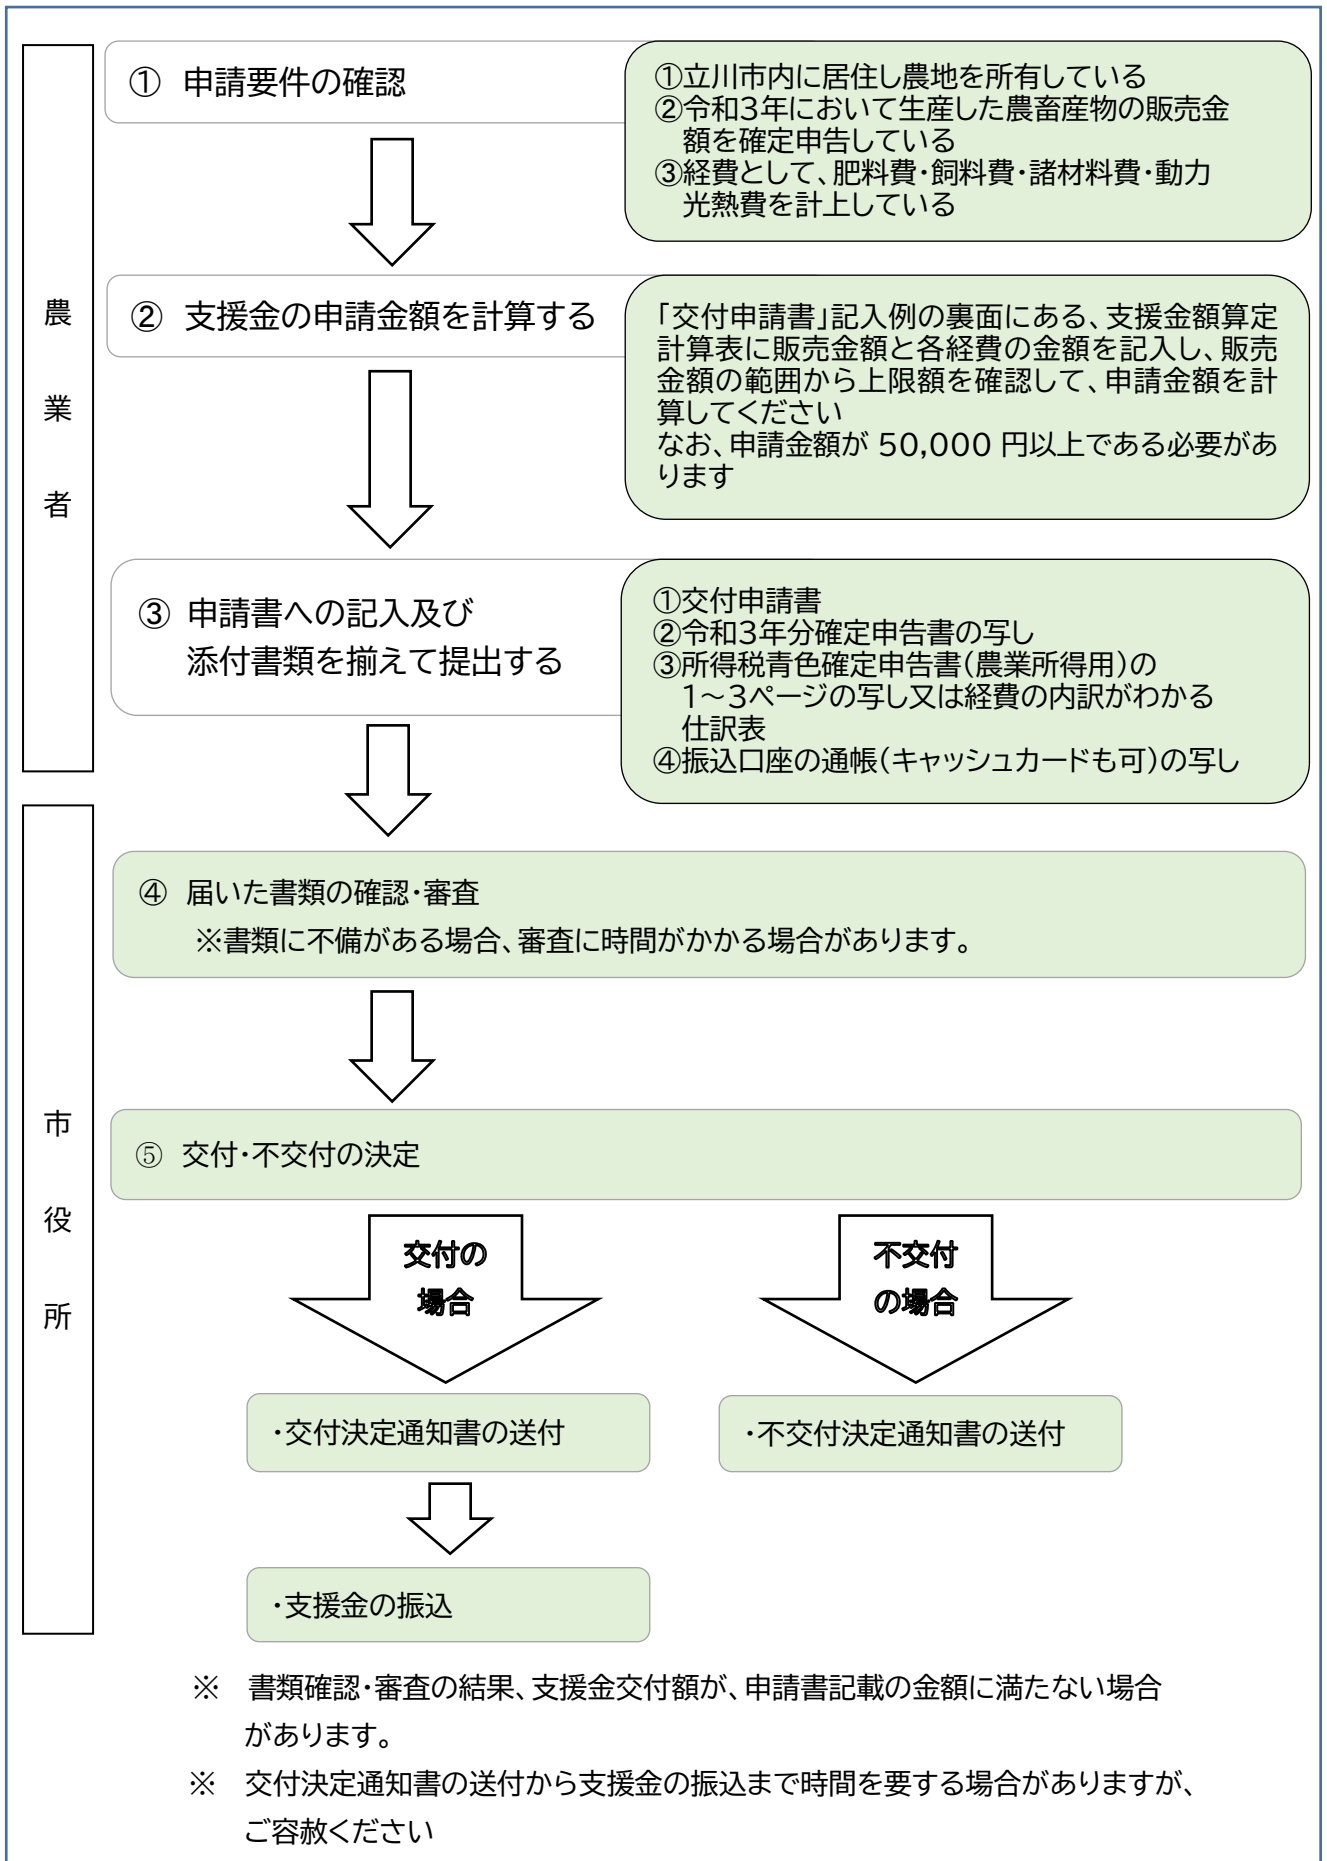 農業者
① 申請要件の確認
①立川市内に居住し農地を所有している
②令和３年において生産した農畜産物の販売金
額を確定申告している
③経費として、肥料費・飼料費・諸材料費・動力
光熱費を計上している
② 支援金の申請金額を計算する
「交付申請書」記入例の裏面にある、支援金額算定
計算表に販売金額と各経費の金額を記入し、販売
金額の範囲から上限額を確認して、申請金額を計
算してください
なお、申請金額が 50,000 円以上である必要があ
ります
③ 申請書への記入及び
添付書類を揃えて提出する
①交付申請書
②令和３年分確定申告書の写し
③所得税青色確定申告書（農業所得用）の
１～３ページの写し又は経費の内訳がわかる
仕訳表
④振込口座の通帳（キャッシュカードも可）の写し
市役所
④ 届いた書類の確認・審査
※書類に不備がある場合、審査に時間がかかる場合があります。
⑤ 交付・不交付の決定
交付の
場合
不交付
の場合
・交付決定通知書の送付
・不交付決定通知書の送付
・支援金の振込
※ 書類確認・審査の結果、支援金交付額が、申請書記載の金額に満たない場合
があります。
※ 交付決定通知書の送付から支援金の振込まで時間を要する場合がありますが、
ご容赦ください